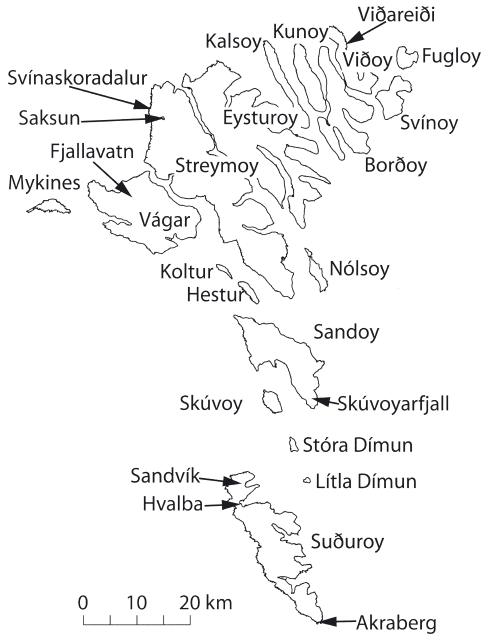 Viðareiði
Kunoy
Kalsoy
Viðoy
Fugloy
Svínaskoradalur
Saksun
Eysturoy
Svínoy
Fjallavatn
Streymoy
Borðoy
Mykines
Vágar
Koltur
Nólsoy
Hestur
Sandoy
Skúvoy
Skúvoyarfjall
Stóra Dímun
Sandvík
Lítla Dímun
Hvalba
Suðuroy
0 10 20 km
Akraberg